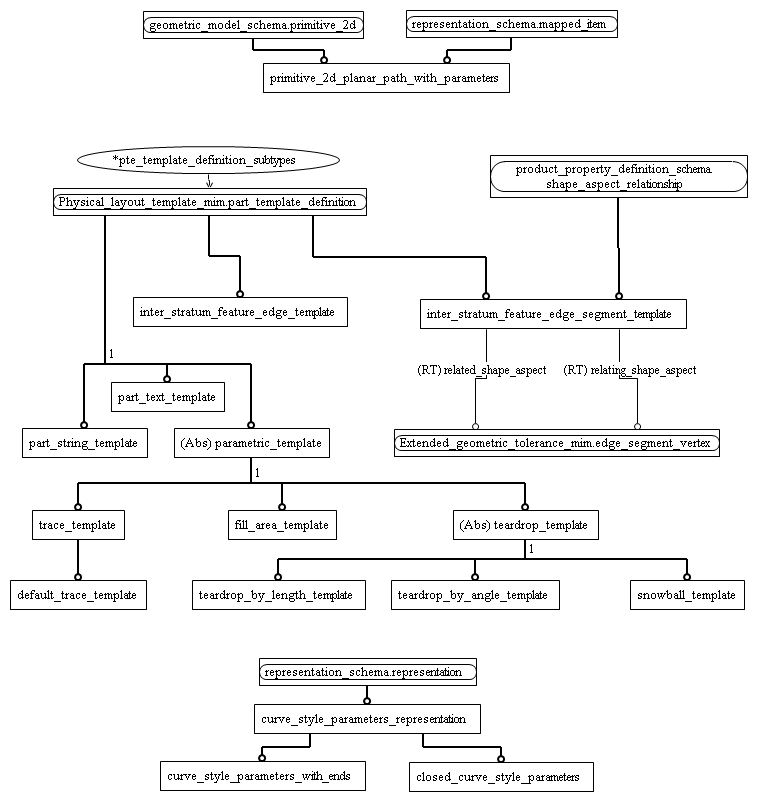 geometric_model_schema.primitive_2d
representation_schema.mapped_item
primitive_2d_planar_path_with_parameters
*pte_template_definition_subtypes
product_property_definition_schema.
shape_aspect_relationship
Physical_layout_template_mim.part_template_definition
inter_stratum_feature_edge_template
inter_stratum_feature_edge_segment_template
1
(RT) related_shape_aspect
(RT) relating_shape_aspect
part_text_template
part_string_template
(Abs) parametric_template
Extended_geometric_tolerance_mim.edge_segment_vertex
1
trace_template
fill_area_template
(Abs) teardrop_template
1
default_trace_template
teardrop_by_length_template
teardrop_by_angle_template
snowball_template
representation_schema.representation
curve_style_parameters_representation
curve_style_parameters_with_ends
closed_curve_style_parameters